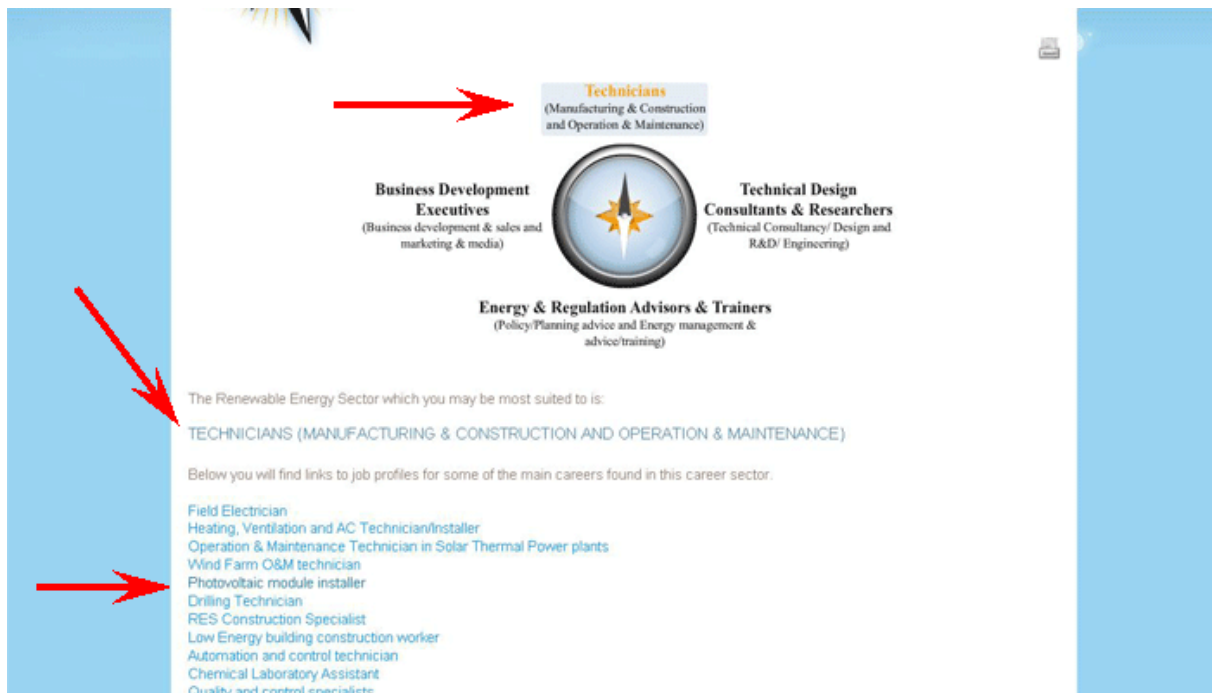 Technicians
(Manufacturing & Construction
and Operation & Maintenance)
Business Development
Executives
(Business development & sales and
marketing & media)
Technical Design
Consultants & Researchers
(Technical Consultancy/ Design and
R&D/ Engineering)
Energy & Regulation Advisors & Trainers
(Policy/Planning advice and Energy management &
advice/training)
The Renewable Energy Sector which you may be most suited to is:
TECHNICIANS (MANUFACTURING & CONSTRUCTION AND OPERATION & MAINTENANCE)
Below you will find links to job profiles for some of the main careers found in this career sector.
Field Electrician
Heating, Ventilation and AC Technician/Installer
Operation & Maintenance Technician in Solar Thermal Power plants
Wind Farm O&M technician
Photovoltaic module installer
Drilling Technician
RES Construction Specialist
Low Energy building construction worker
Automation and control technician
Chemical Laboratory Assistant
Quality and control specialists